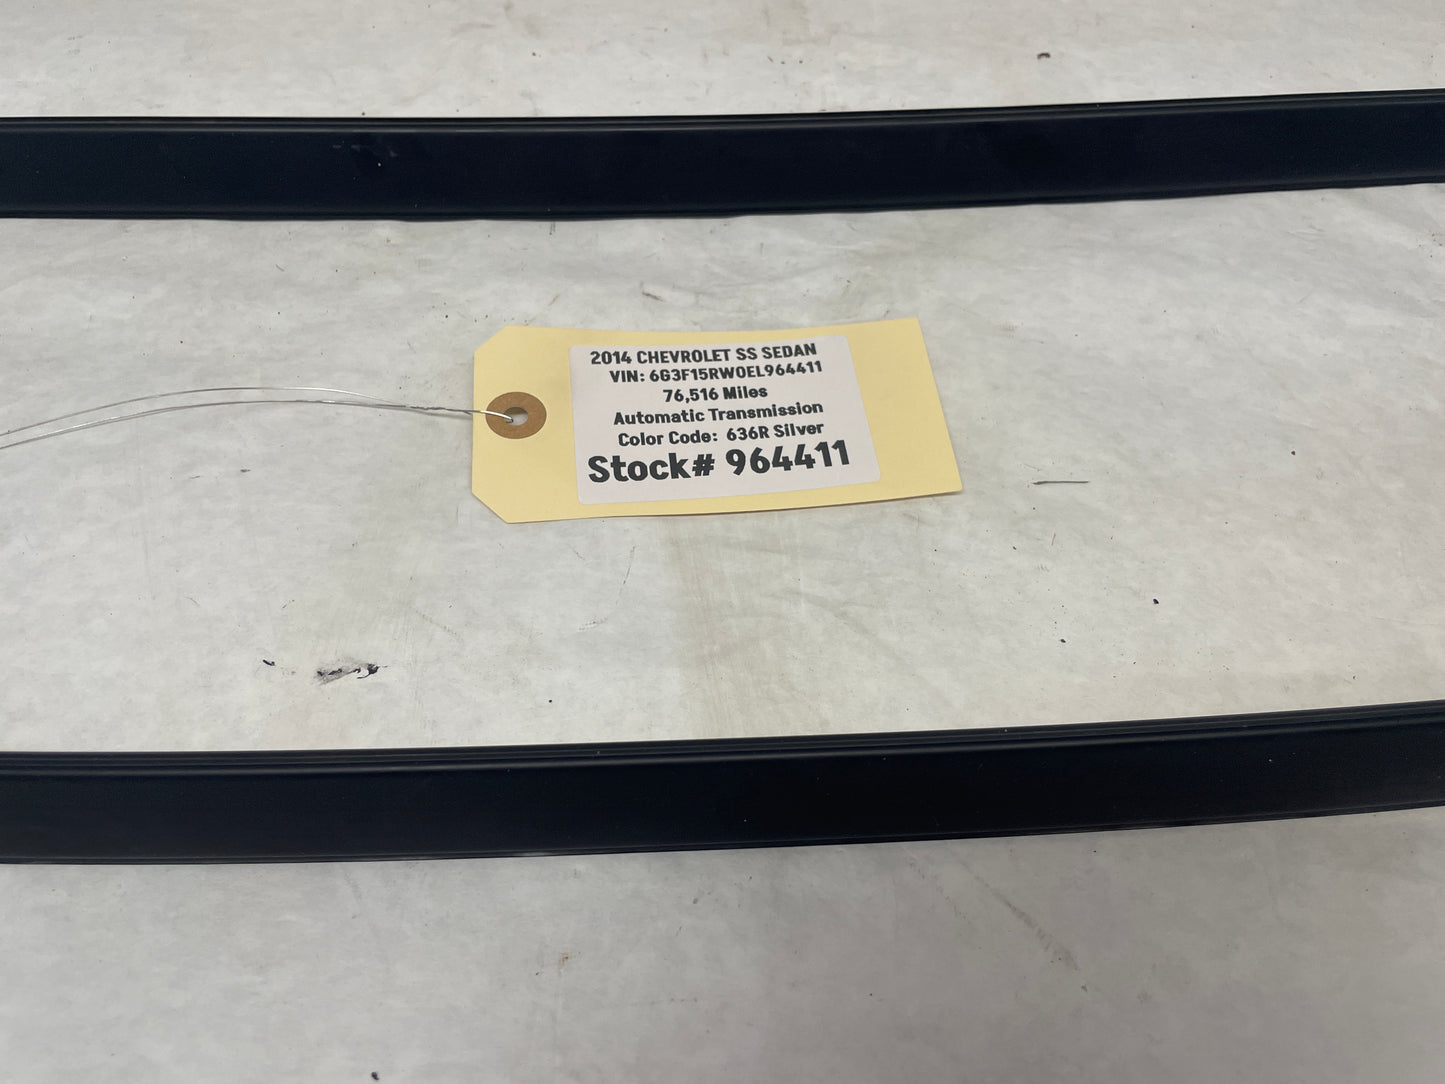 2014 CHEVROLET SS SEDAN
VIN: 6G3F15RW0EL964411
76,516 Miles
Automatic Transmission
Color Code: 636R Silver
Stock# 964411